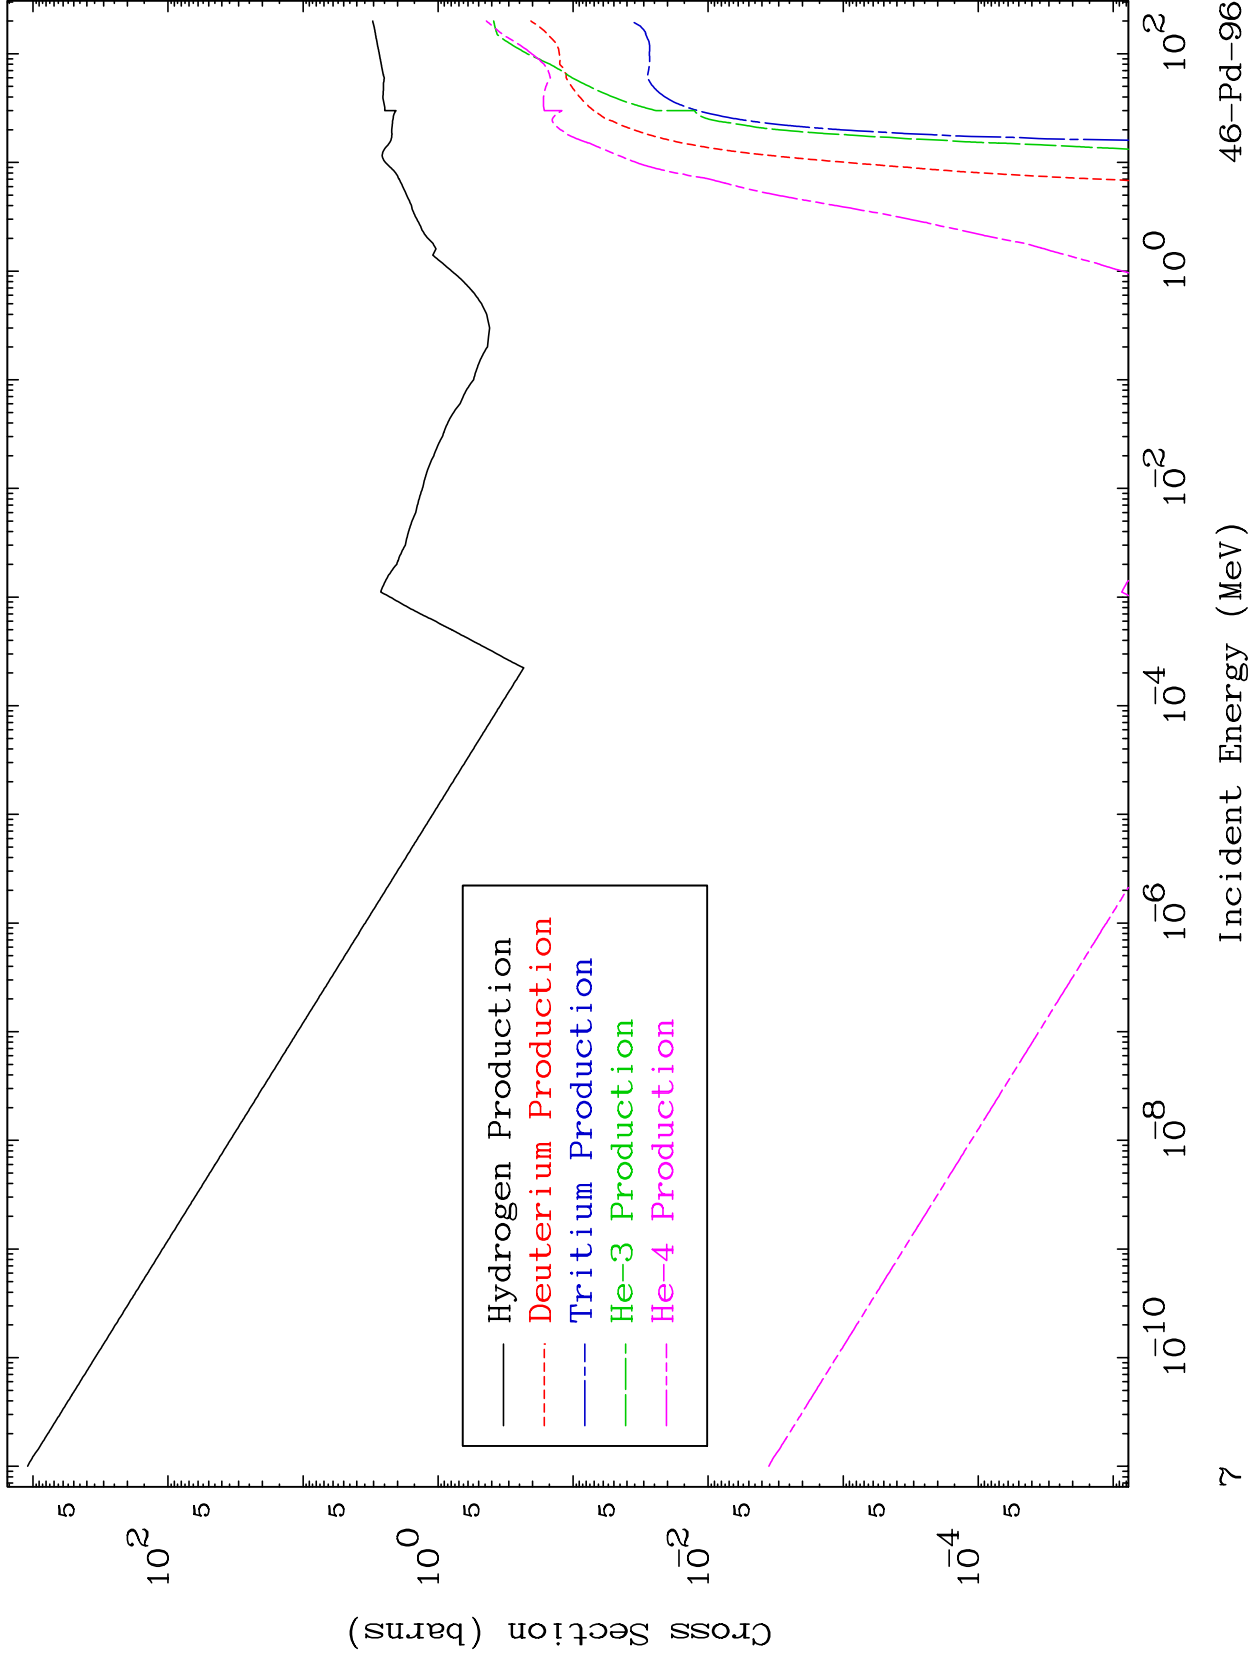 Cross Section (barns)
5
10^2
5
5
10^0
5
5
10^-2
5
5
10^-4
5
Hydrogen Production
Deuterium Production
Tritium Production
He-3 Production
He-4 Production
10^-10
10^-8
10^-6
10^-4
10^-2
10^0
10^2
7
Incident Energy (MeV)
46-Pd-96